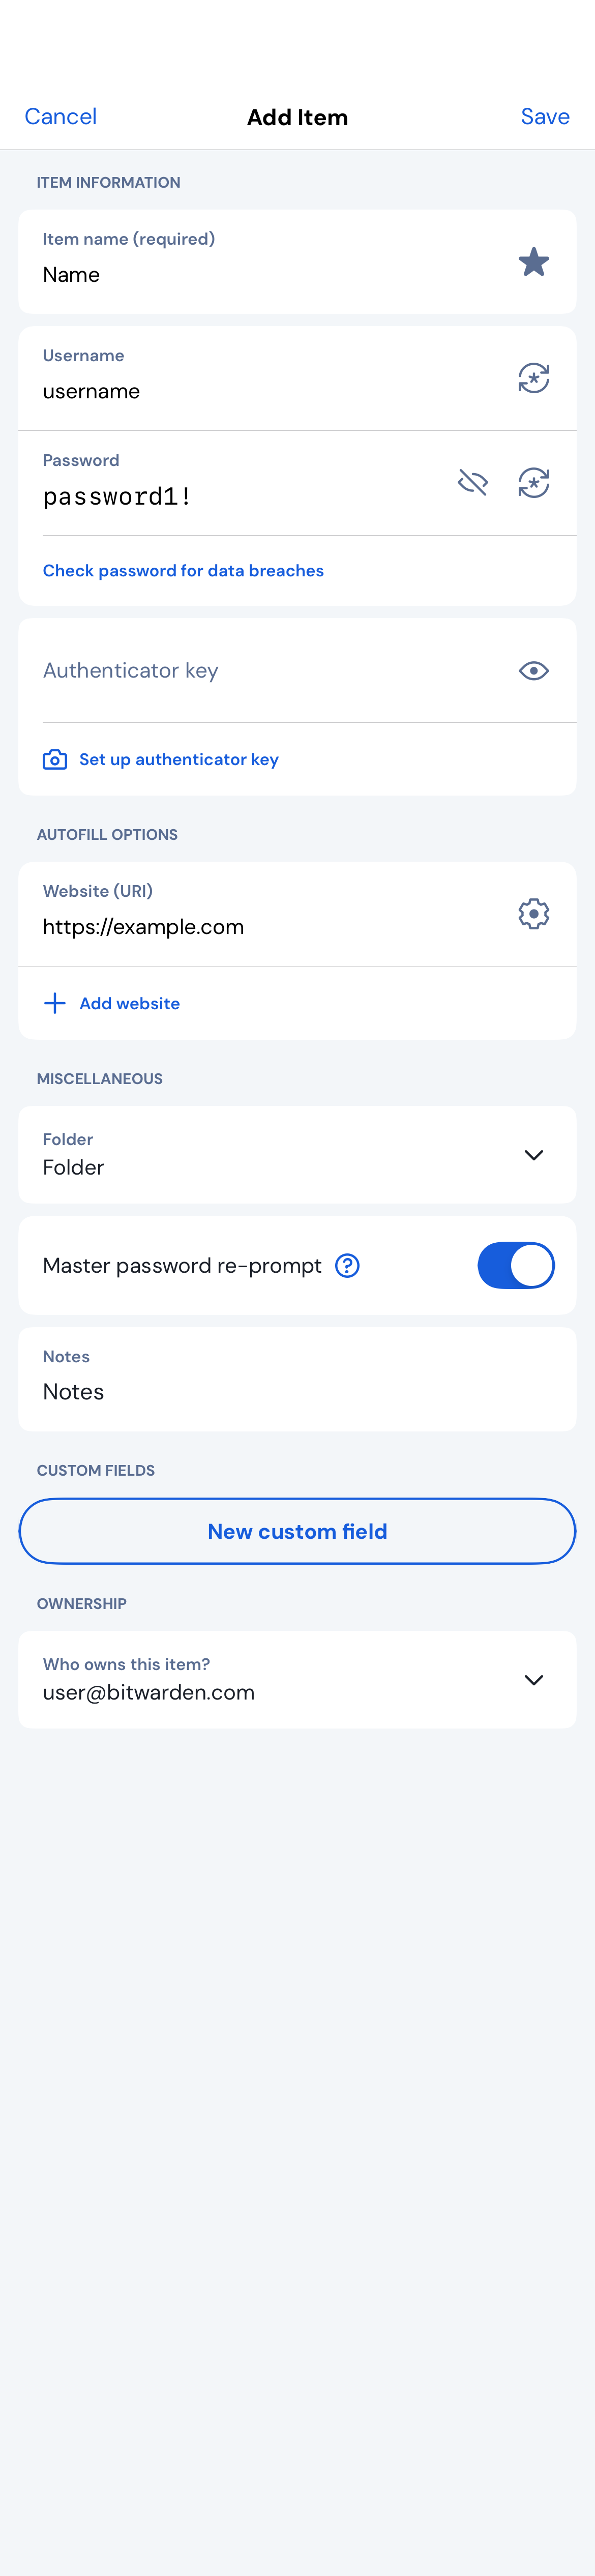 Cancel
Add Item
Save
ITEM INFORMATION
Item name (required)
Name
Username
username
Password
password1!
Check password for data breaches
Authenticator key
Set up authenticator key
AUTOFILL OPTIONS
Website (URI)
https://example.com
Add website
MISCELLANEOUS
Folder
Folder
Master password re-prompt
Notes
Notes
CUSTOM FIELDS
New custom field
OWNERSHIP
Who owns this item?
user@bitwarden.com